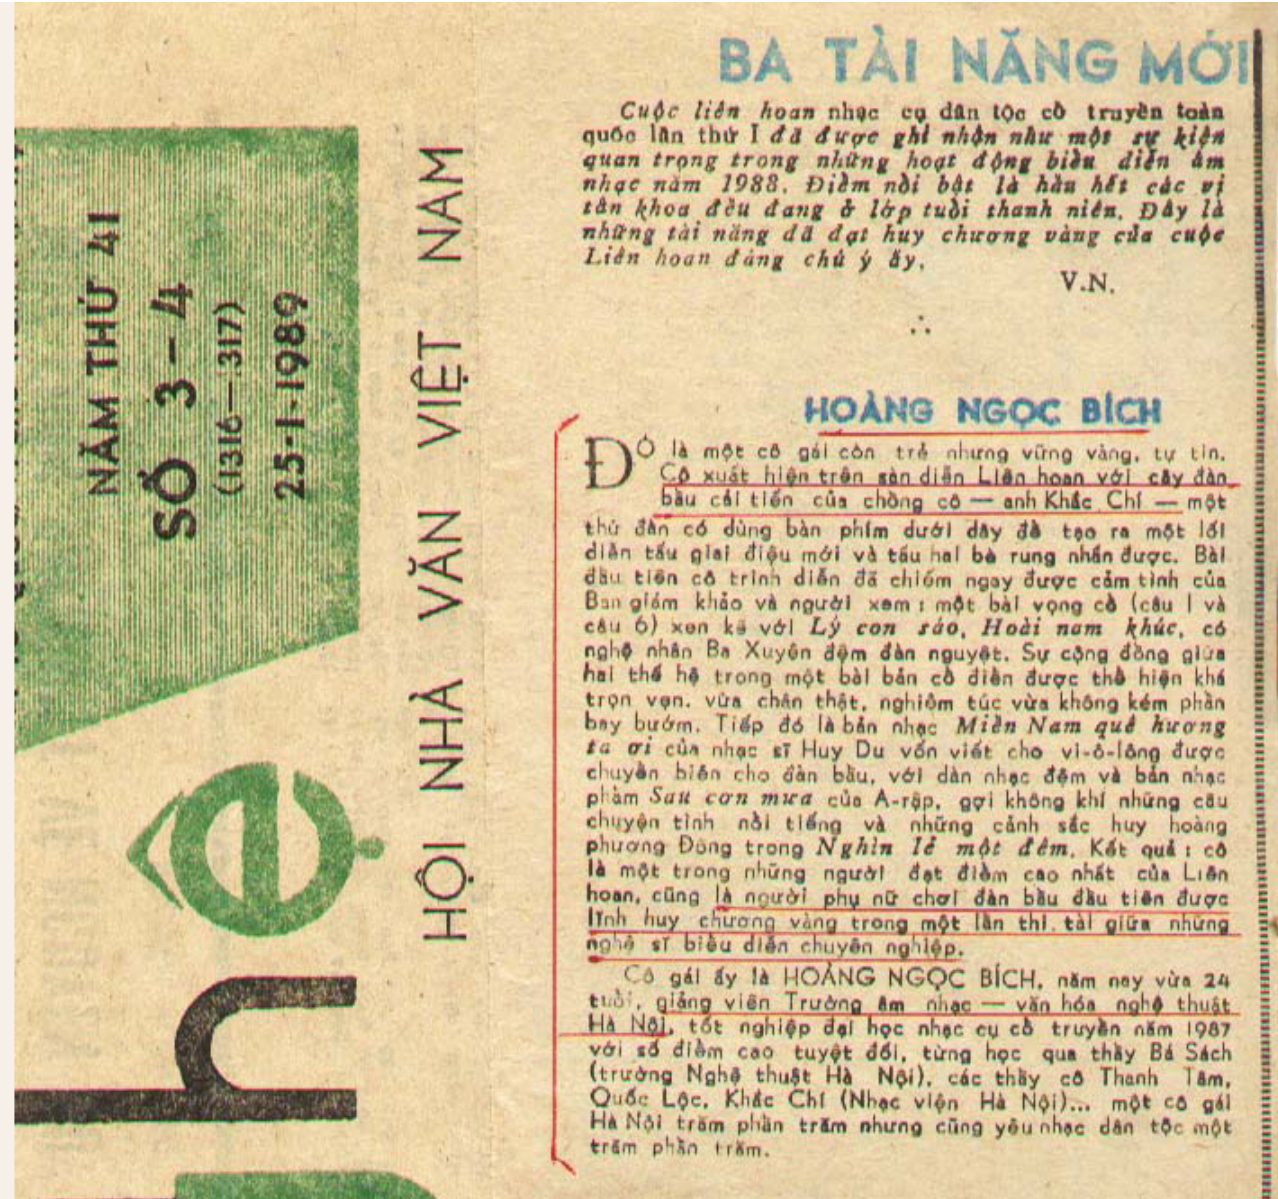 NĂM THỨ 41
SỐ 3-4
(1316-.317)
25-1-1989
HỘI NHÀ VĂN VIỆT NAM
hê
BA TÀI NĂNG MỚI
Cuộc liên hoan nhạc cụ dân tộc cổ truyền toàn
quốc lần thứ I đã được ghi nhận như một sự kiện
quan trọng trong những hoạt động biểu diễn âm
nhạc năm 1988. Điểm nổi bật là hầu hết các vị
tân khoa đều đang ở lớp tuổi thanh niên. Đây là
những tài năng đã đạt huy chương vàng của cuộc
Liên hoan đáng chú ý ấy.
V.N.
HOÀNG NGỌC BÍCH
ĐÓ là một cô gái còn trẻ nhưng vững vàng, tự tin.
Cô xuất hiện trên sàn diễn Liên hoan với cây đàn
bầu cải tiến của chồng cô — anh Khắc Chí — một
thứ đàn có dùng bàn phím dưới dây để tạo ra một lối
diễn tấu giai điệu mới và tấu hai bè rung nhấn được. Bài
đầu tiên cô trình diễn đã chiếm ngay được cảm tình của
Ban giám khảo và người xem : một bài vọng cổ (câu I và
câu 6) xen kẽ với Lý con sáo, Hoài nam khúc, có
nghệ nhân Ba Xuyên đệm đàn nguyệt. Sự cộng đồng giữa
hai thế hệ trong một bài bản cổ điển được thể hiện khá
trọn vẹn. vừa chân thật, nghiêm túc vừa không kém phần
bay bướm. Tiếp đó là bản nhạc Miền Nam quê hương
ta ơi của nhạc sĩ Huy Du vốn viết cho vi-ô-lông được
chuyển biên cho đàn bầu, với dàn nhạc đệm và bản nhạc
phẩm Sau cơn mưa của A-rập, gợi không khí những câu
chuyện tình nổi tiếng và những cảnh sắc huy hoàng
phương Đông trong Nghìn lẻ một đêm. Kết quả : cô
là một trong những người đạt điểm cao nhất của Liên
hoan, cũng là người phụ nữ chơi đàn bầu đầu tiên được
lĩnh huy chương vàng trong một lần thi tài giữa những
nghệ sĩ biểu diễn chuyên nghiệp.
Cô gái ấy là HOÀNG NGỌC BÍCH, năm nay vừa 24
tuổi, giảng viên Trường âm nhạc — văn hóa nghệ thuật
Hà Nội, tốt nghiệp đại học nhạc cụ cổ truyền năm 1987
với số điểm cao tuyệt đối, từng học qua thầy Bá Sách
(trường Nghệ thuật Hà Nội), các thầy cô Thanh Tâm,
Quốc Lộc, Khắc Chí (Nhạc viện Hà Nội)... một cô gái
Hà Nội trăm phần trăm nhưng cũng yêu nhạc dân tộc một
trăm phần trăm.